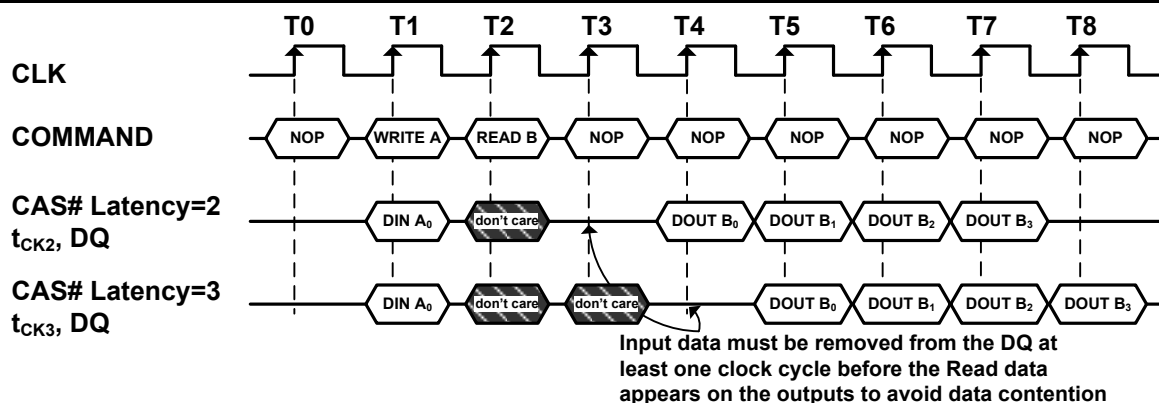 T0 T1 T2 T3 T4 T5 T6 T7 T8
CLK
COMMAND NOP WRITE A READ B NOP NOP NOP NOP NOP NOP
CAS# Latency=2
tCK2, DQ DIN A0 don't care DOUT B0 DOUT B1 DOUT B2 DOUT B3
CAS# Latency=3
tCK3, DQ DIN A0 don't care don't care DOUT B0 DOUT B1 DOUT B2 DOUT B3
Input data must be removed from the DQ at
least one clock cycle before the Read data
appears on the outputs to avoid data contention